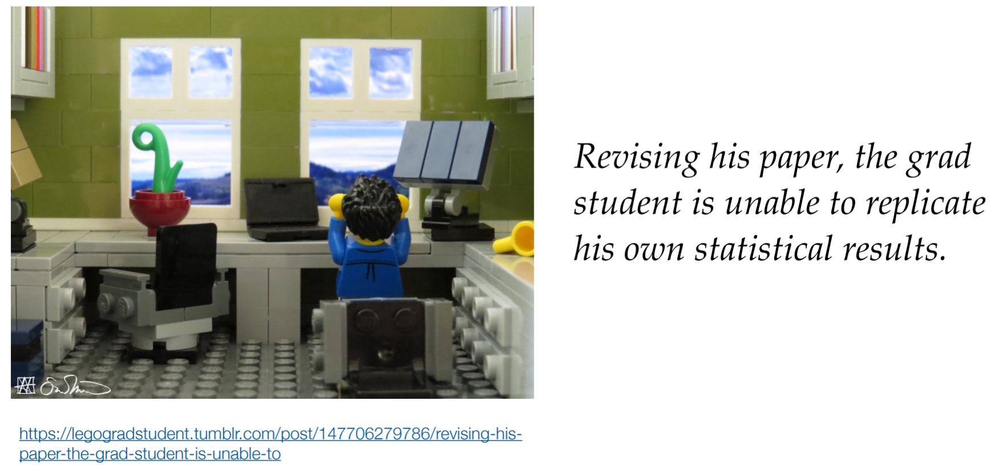 Revising his paper, the grad
student is unable to replicate
his own statistical results.
https://legogradstudent.tumblr.com/post/147706279786/revising-his-
paper-the-grad-student-is-unable-to